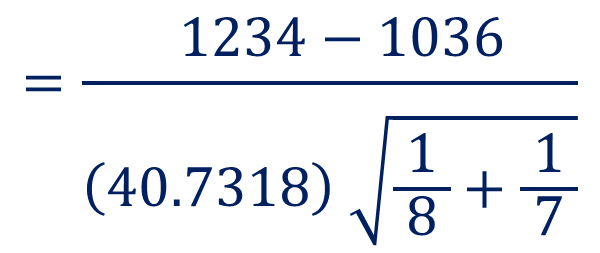 = (1234 − 1036) / ((40.7318) √(1/8 + 1/7))